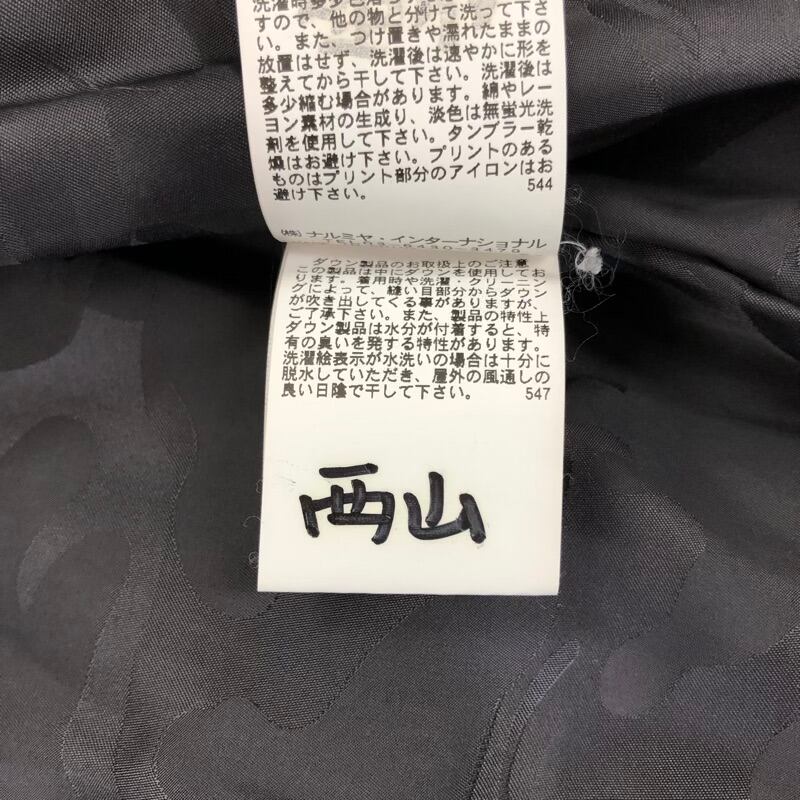 すので、他の物と分けて洗って下さ
い。また、つけ置きや濡れたままの
放置はせず、洗濯後は速やかに形を
整えてから干して下さい。洗濯後は
多少縮む場合があります。綿やレー
ヨン素材の生成り、淡色は無蛍光洗
剤を使用して下さい。タンブラー乾
燥はお避け下さい。プリントのある
ものはプリント部分のアイロンはお
避け下さい。 544
(株)ナルミヤ・インターナショナル
ダウン製品のお取扱上のご注意
この製品は中にダウンを使用してお
ります。着用時や洗濯・クリーニン
グによって、縫い目部分からダウン
が吹き出してくる事がありますが、
ご了承下さい。また、製品の特性上
ダウン製品は水分が付着すると、特
有の臭いを発する特性があります。
洗濯絵表示が水洗いの場合は十分に
脱水していただき、屋外の風通しの
良い日陰で干して下さい。 547
西山